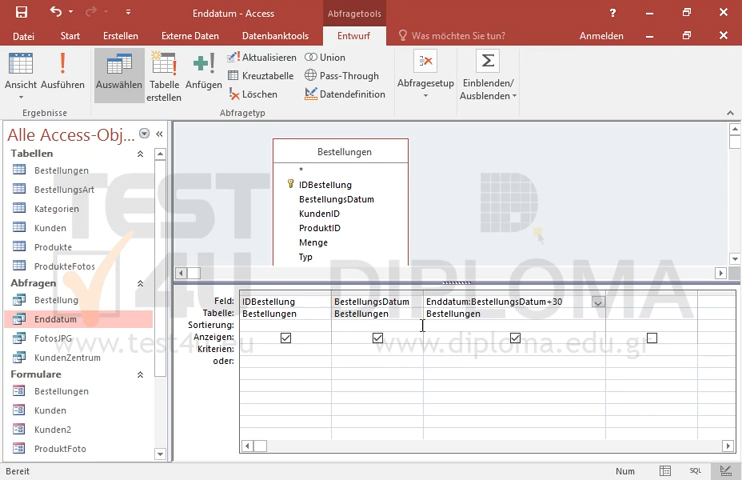 Enddatum - Access
Abfragetools
Datei
Start
Erstellen
Externe Daten
Datenbanktools
Entwurf
Was möchten Sie tun?
Anmelden
Ansicht
Ausführen
Ergebnisse
Auswählen
Tabelle
erstellen
Anfügen
Aktualisieren
Kreuztabelle
Löschen
Union
Pass-Through
Datendefinition
Abfragetyp
Abfragesetup
Einblenden/
Ausblenden
Alle Access-Obj...
Tabellen
Bestellungen
BestellungsArt
Kategorien
Kunden
Produkte
ProdukteFotos
Abfragen
Bestellung
Enddatum
FotosJPG
KundenZentrum
Formulare
Bestellungen
Kunden
Kunden2
ProduktFoto
Bestellungen
*
IDBestellung
BestellungsDatum
KundenID
ProduktID
Menge
Typ
Feld: IDBestellung BestellungsDatum Enddatum:BestellungsDatum+30
Tabelle: Bestellungen Bestellungen Bestellungen
Sortierung:
Anzeigen:
Kriterien:
oder:
TEST
4U
DIPLOMA
www.test4u.eu
www.diploma.edu.gr
Bereit
Num
SQL